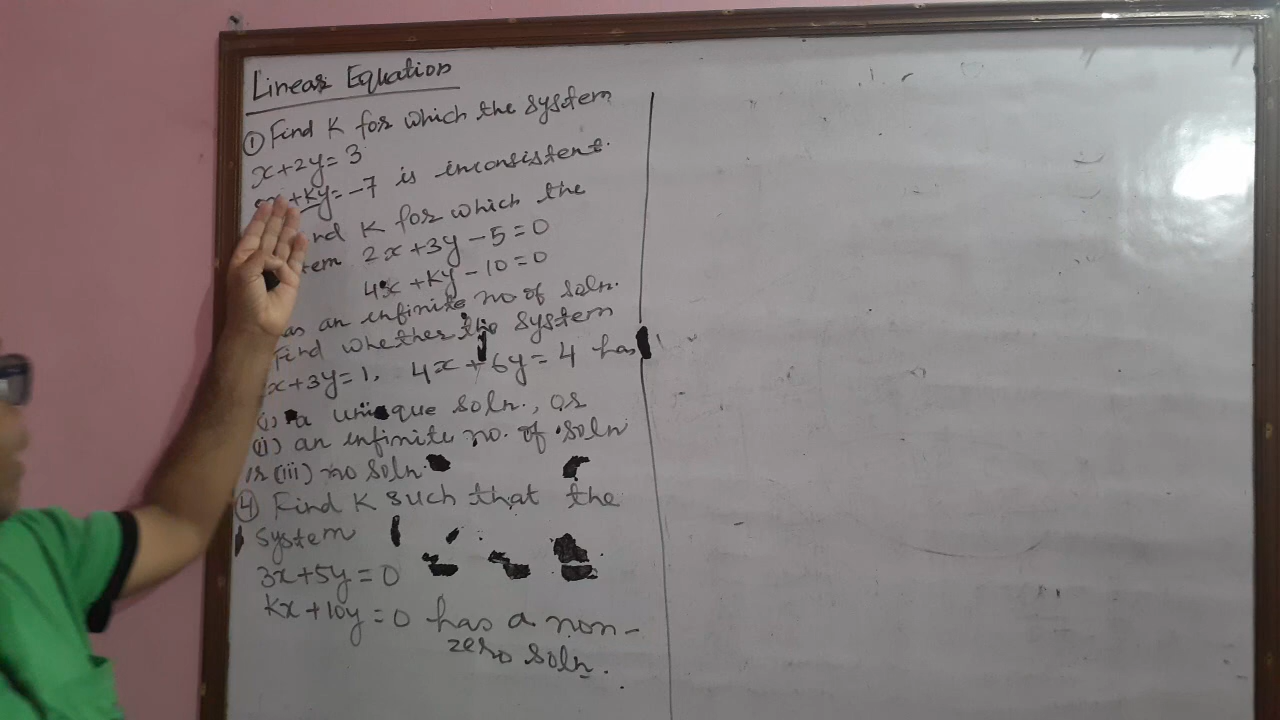 Linear Equation
① Find K for which the system
x+2y=3
+Ky=-7 is inconsistent.
K for which the
2x+3y-5=0
4x+Ky-10=0
an infinite no of soln.
Find whether the system
x+3y=1, 4x+6y=4 has
(i) a unique soln., or
(ii) an infinite no. of soln
(iii) no soln.
④ Find K such that the
system
3x+5y=0
Kx+10y=0 has a non-
zero soln.